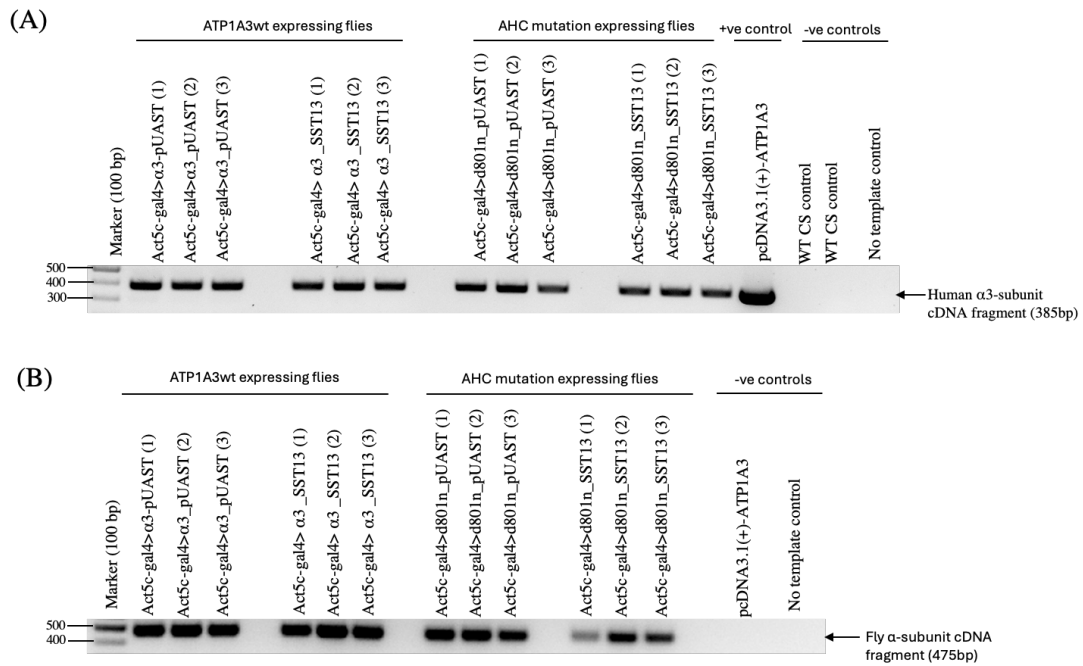 (A)
ATP1A3wt expressing flies
AHC mutation expressing flies
+ve control
-ve controls
Marker (100 bp)
Act5c-gal4>α3-pUAST (1)
Act5c-gal4>α3_pUAST (2)
Act5c-gal4>α3_pUAST (3)
Act5c-gal4> α3 _SST13 (1)
Act5c-gal4> α3 _SST13 (2)
Act5c-gal4> α3 _SST13 (3)
Act5c-gal4>d801n_pUAST (1)
Act5c-gal4>d801n_pUAST (2)
Act5c-gal4>d801n_pUAST (3)
Act5c-gal4>d801n_SST13 (1)
Act5c-gal4>d801n_SST13 (2)
Act5c-gal4>d801n_SST13 (3)
pcDNA3.1(+)-ATP1A3
WT CS control
WT CS control
No template control
500
400
300
Human α3-subunit
cDNA fragment (385bp)
(B)
ATP1A3wt expressing flies
AHC mutation expressing flies
-ve controls
Marker (100 bp)
Act5c-gal4>α3-pUAST (1)
Act5c-gal4>α3_pUAST (2)
Act5c-gal4>α3_pUAST (3)
Act5c-gal4> α3 _SST13 (1)
Act5c-gal4> α3 _SST13 (2)
Act5c-gal4> α3 _SST13 (3)
Act5c-gal4>d801n_pUAST (1)
Act5c-gal4>d801n_pUAST (2)
Act5c-gal4>d801n_pUAST (3)
Act5c-gal4>d801n_SST13 (1)
Act5c-gal4>d801n_SST13 (2)
Act5c-gal4>d801n_SST13 (3)
pcDNA3.1(+)-ATP1A3
No template control
500
400
Fly α-subunit cDNA
fragment (475bp)